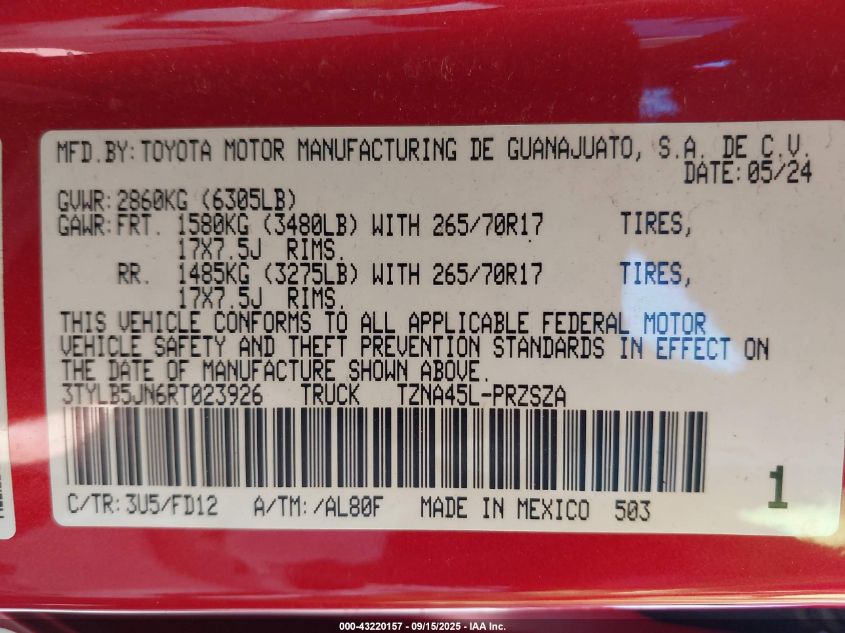 MFD.BY:TOYOTA MOTOR MANUFACTURING DE GUANAJUATO, S.A. DE C.V.
DATE:05/24
GVWR:2860KG (6305LB)
GAWR:FRT. 1580KG (3480LB) WITH 265/70R17 TIRES,
17X7.5J RIMS.
RR. 1485KG (3275LB) WITH 265/70R17 TIRES,
17X7.5J RIMS.
THIS VEHICLE CONFORMS TO ALL APPLICABLE FEDERAL MOTOR
VEHICLE SAFETY AND THEFT PREVENTION STANDARDS IN EFFECT ON
THE DATE OF MANUFACTURE SHOWN ABOVE.
3TYLB5JN6RT023926 TRUCK TZNA45L-PRZSZA
1
C/TR:3U5/FD12 A/TM:/AL80F MADE IN MEXICO 503
000-43220157 - 09/15/2025 - IAA Inc.